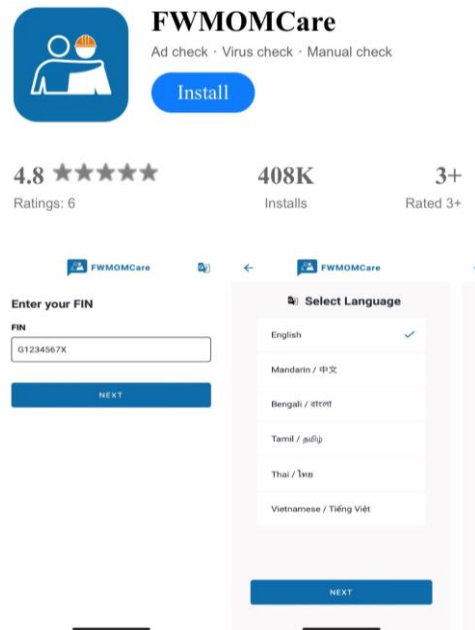 FWMOMCare
Ad check · Virus check · Manual check
Install
4.8 ★★★★★
408K
3+
Ratings: 6
Installs
Rated 3+
FWMOMCare
Enter your FIN
FIN
G1234567X
NEXT
FWMOMCare
Select Language
English
Mandarin / 中文
Bengali / বাংলা
Tamil / தமிழ்
Thai / ไทย
Vietnamese / Tiếng Việt
NEXT